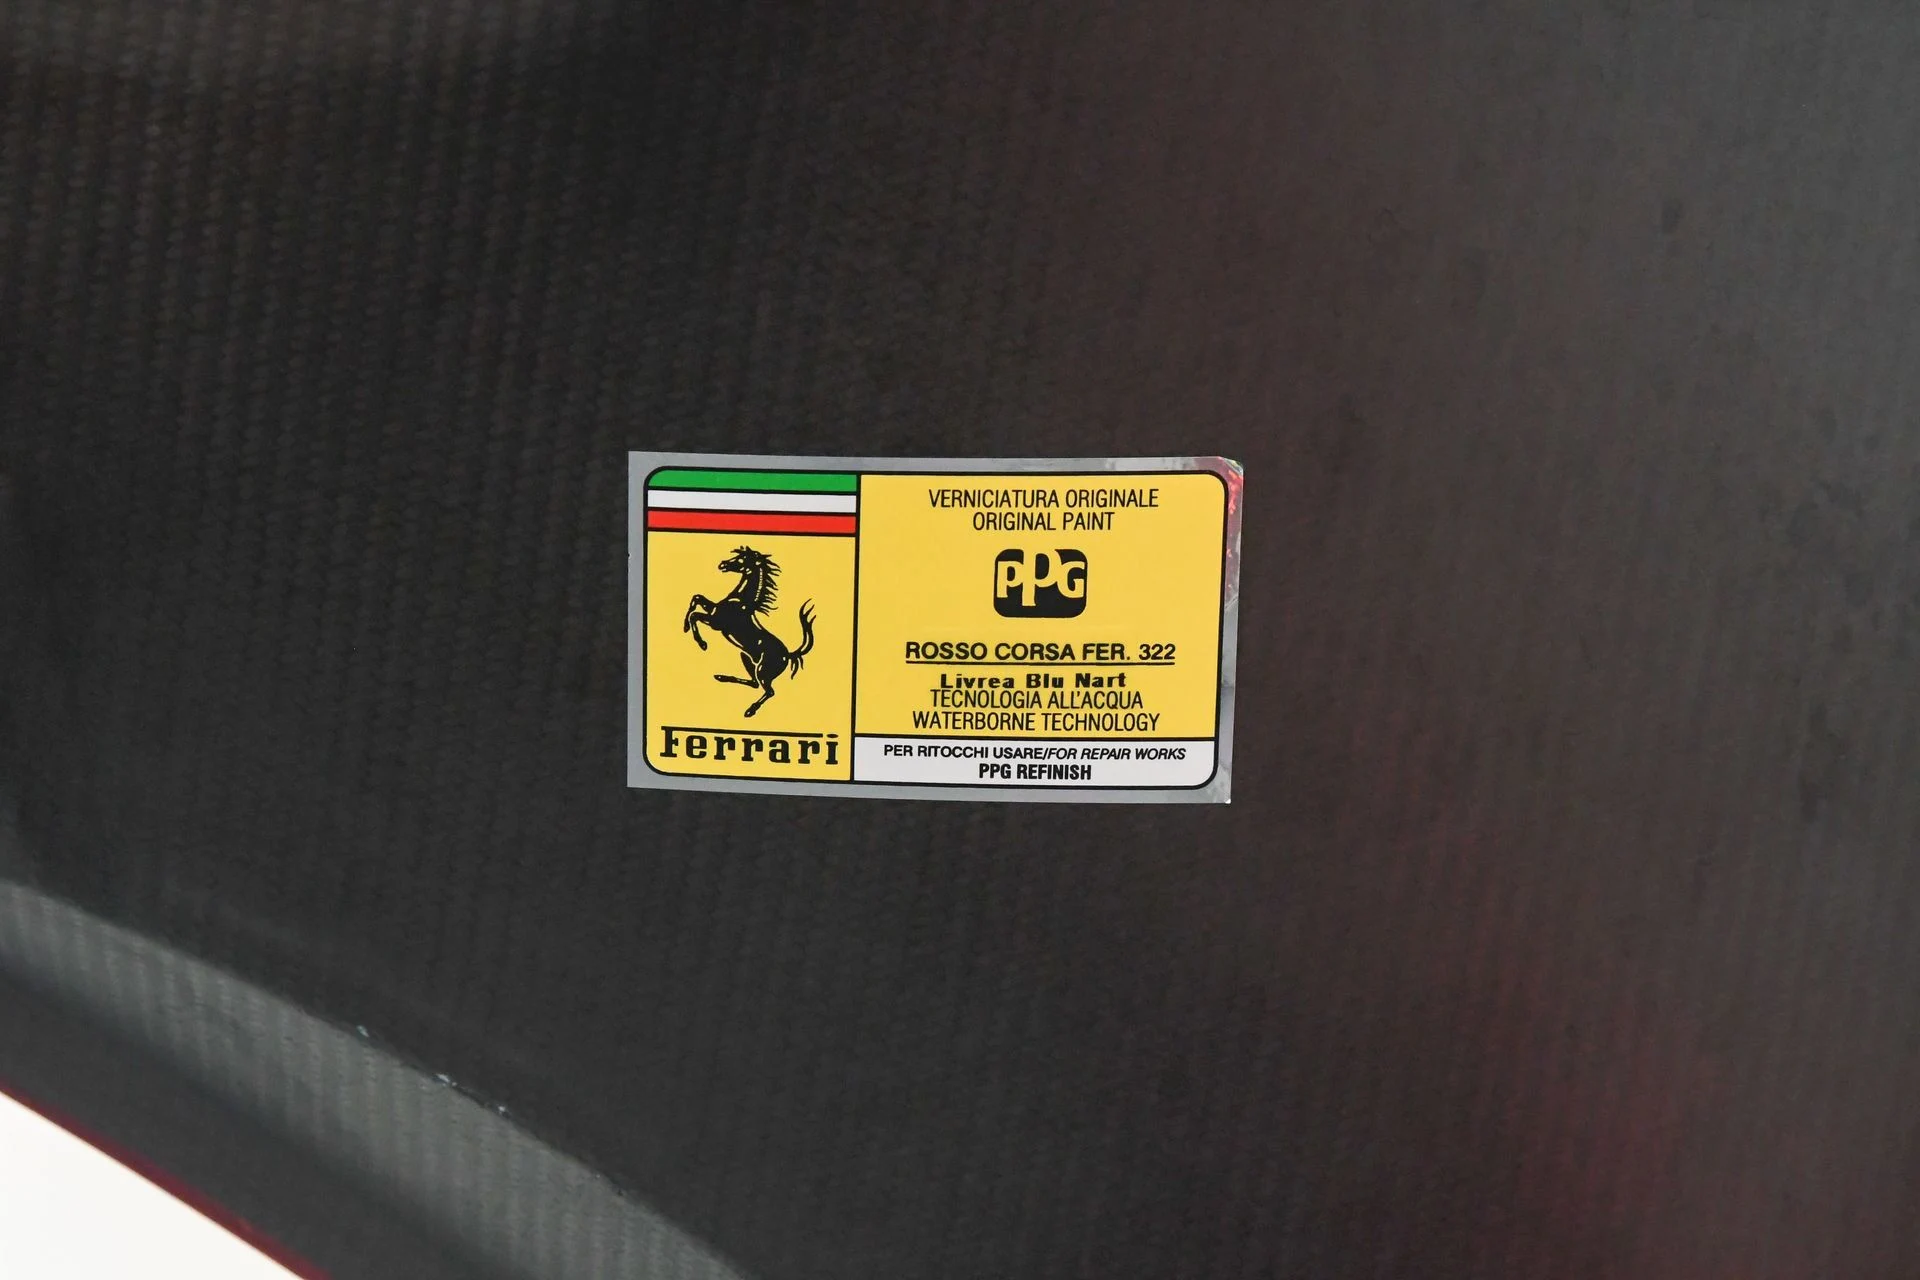 VERNICIATURA ORIGINALE
ORIGINAL PAINT
PPG
ROSSO CORSA FER. 322
Livrea Blu Nart
TECNOLOGIA ALL'ACQUA
WATERBORNE TECHNOLOGY
PER RITOCCHI USARE/FOR REPAIR WORKS
PPG REFINISH
Ferrari